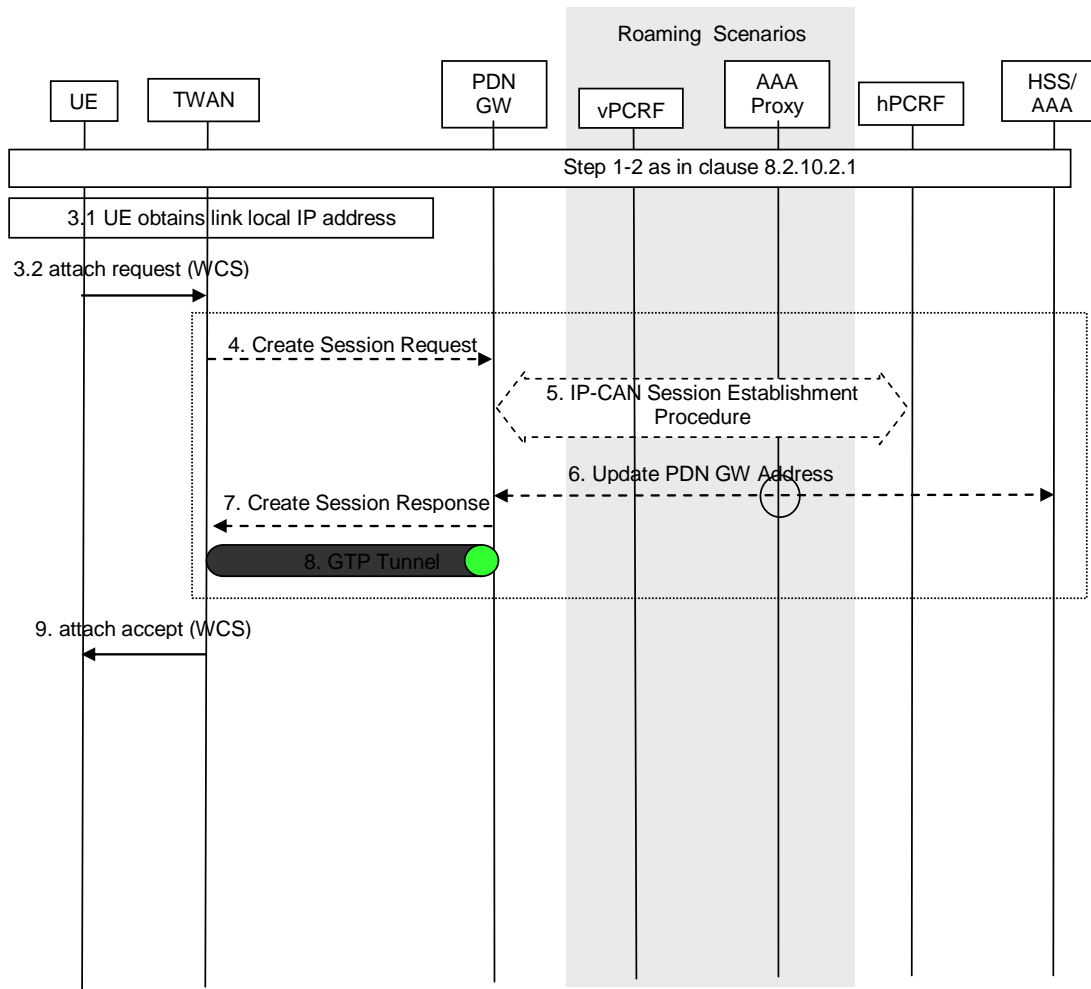 Roaming Scenarios
UE
TWAN
PDN
GW
vPCRF
AAA
Proxy
hPCRF
HSS/
AAA
Step 1-2 as in clause 8.2.10.2.1
3.1 UE obtains link local IP address
3.2 attach request (WCS)
4. Create Session Request
5. IP-CAN Session Establishment
Procedure
6. Update PDN GW Address
7. Create Session Response
8. GTP Tunnel
9. attach accept (WCS)